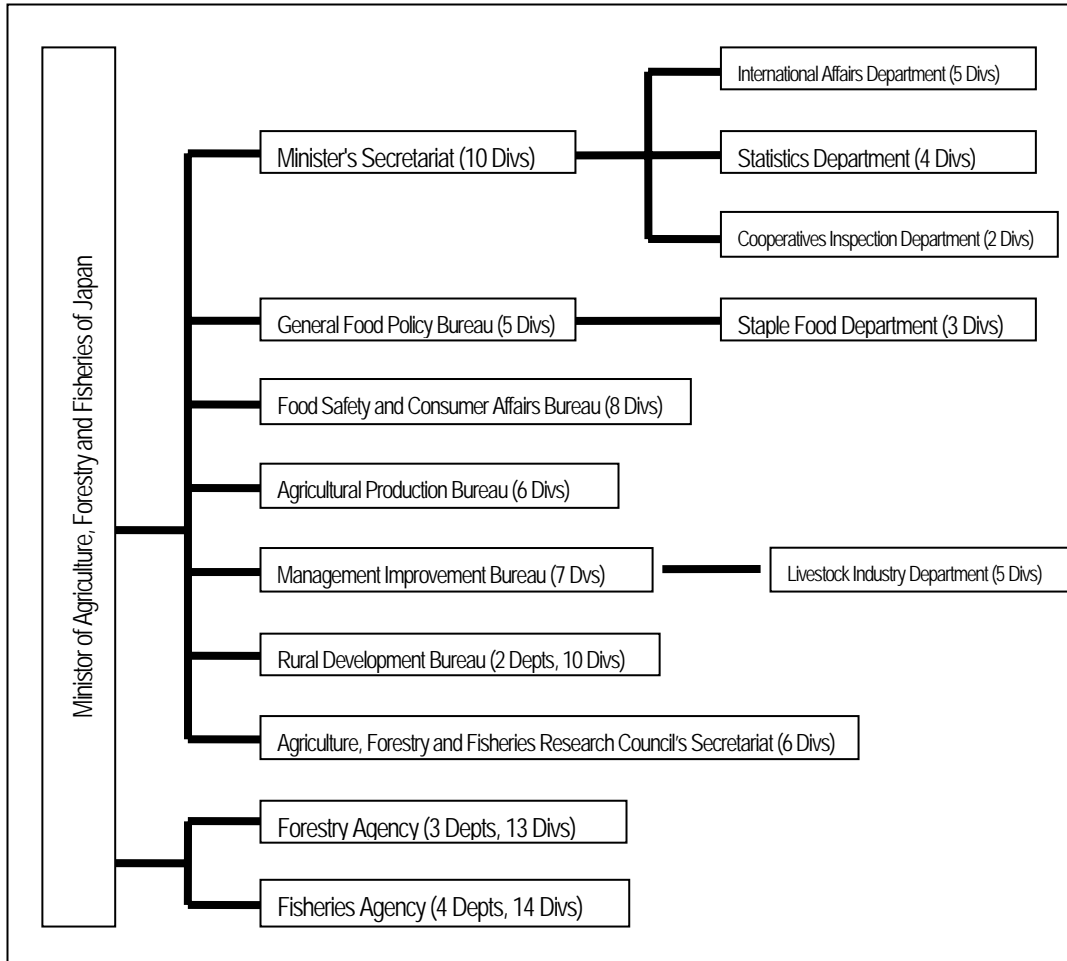 Ministor of Agriculture, Forestry and Fisheries of Japan
Minister's Secretariat (10 Divs)
International Affairs Department (5 Divs)
Statistics Department (4 Divs)
Cooperatives Inspection Department (2 Divs)
General Food Policy Bureau (5 Divs)
Staple Food Department (3 Divs)
Food Safety and Consumer Affairs Bureau (8 Divs)
Agricultural Production Bureau (6 Divs)
Management Improvement Bureau (7 Dvs)
Livestock Industry Department (5 Divs)
Rural Development Bureau (2 Depts, 10 Divs)
Agriculture, Forestry and Fisheries Research Council's Secretariat (6 Divs)
Forestry Agency (3 Depts, 13 Divs)
Fisheries Agency (4 Depts, 14 Divs)